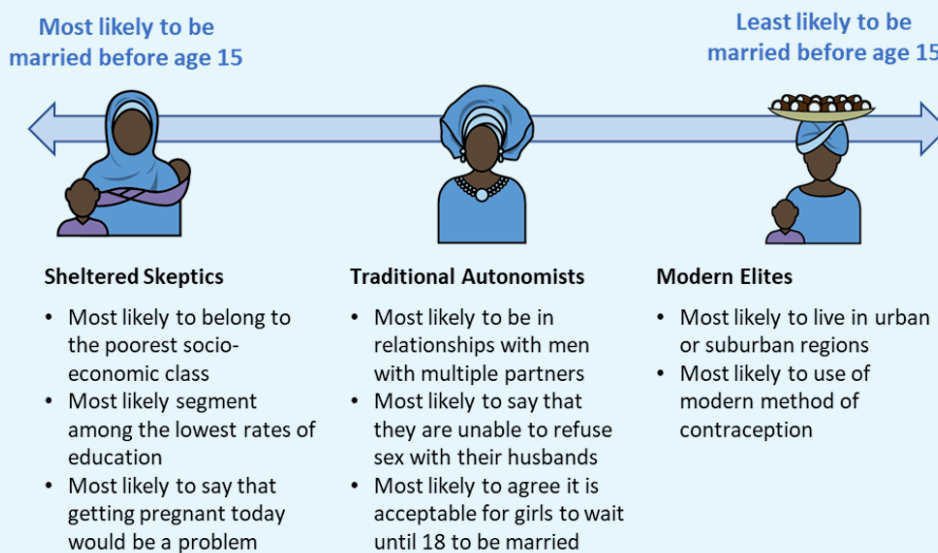 Most likely to be
married before age 15
Least likely to be
married before age 15
Sheltered Skeptics
• Most likely to belong to
the poorest socio-
economic class
• Most likely segment
among the lowest rates of
education
• Most likely to say that
getting pregnant today
would be a problem
Traditional Autonomists
• Most likely to be in
relationships with men
with multiple partners
• Most likely to say that
they are unable to refuse
sex with their husbands
• Most likely to agree it is
acceptable for girls to wait
until 18 to be married
Modern Elites
• Most likely to live in urban
or suburban regions
• Most likely to use of
modern method of
contraception